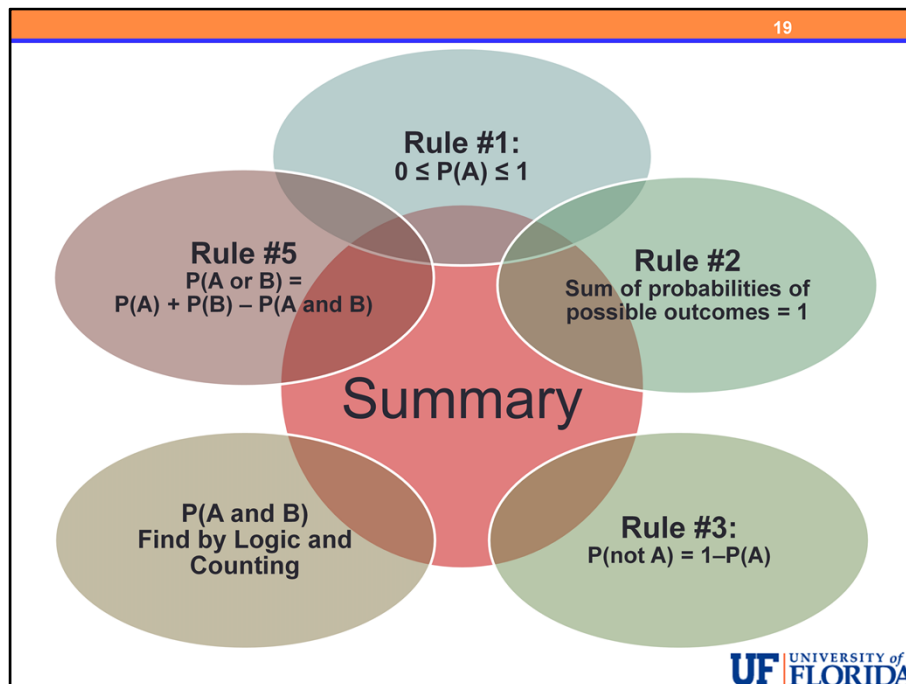 19
Rule #1:
0 ≤ P(A) ≤ 1
Rule #5
P(A or B) =
P(A) + P(B) – P(A and B)
Rule #2
Sum of probabilities of
possible outcomes = 1
Summary
P(A and B)
Find by Logic and
Counting
Rule #3:
P(not A) = 1–P(A)
UF UNIVERSITY of
FLORIDA